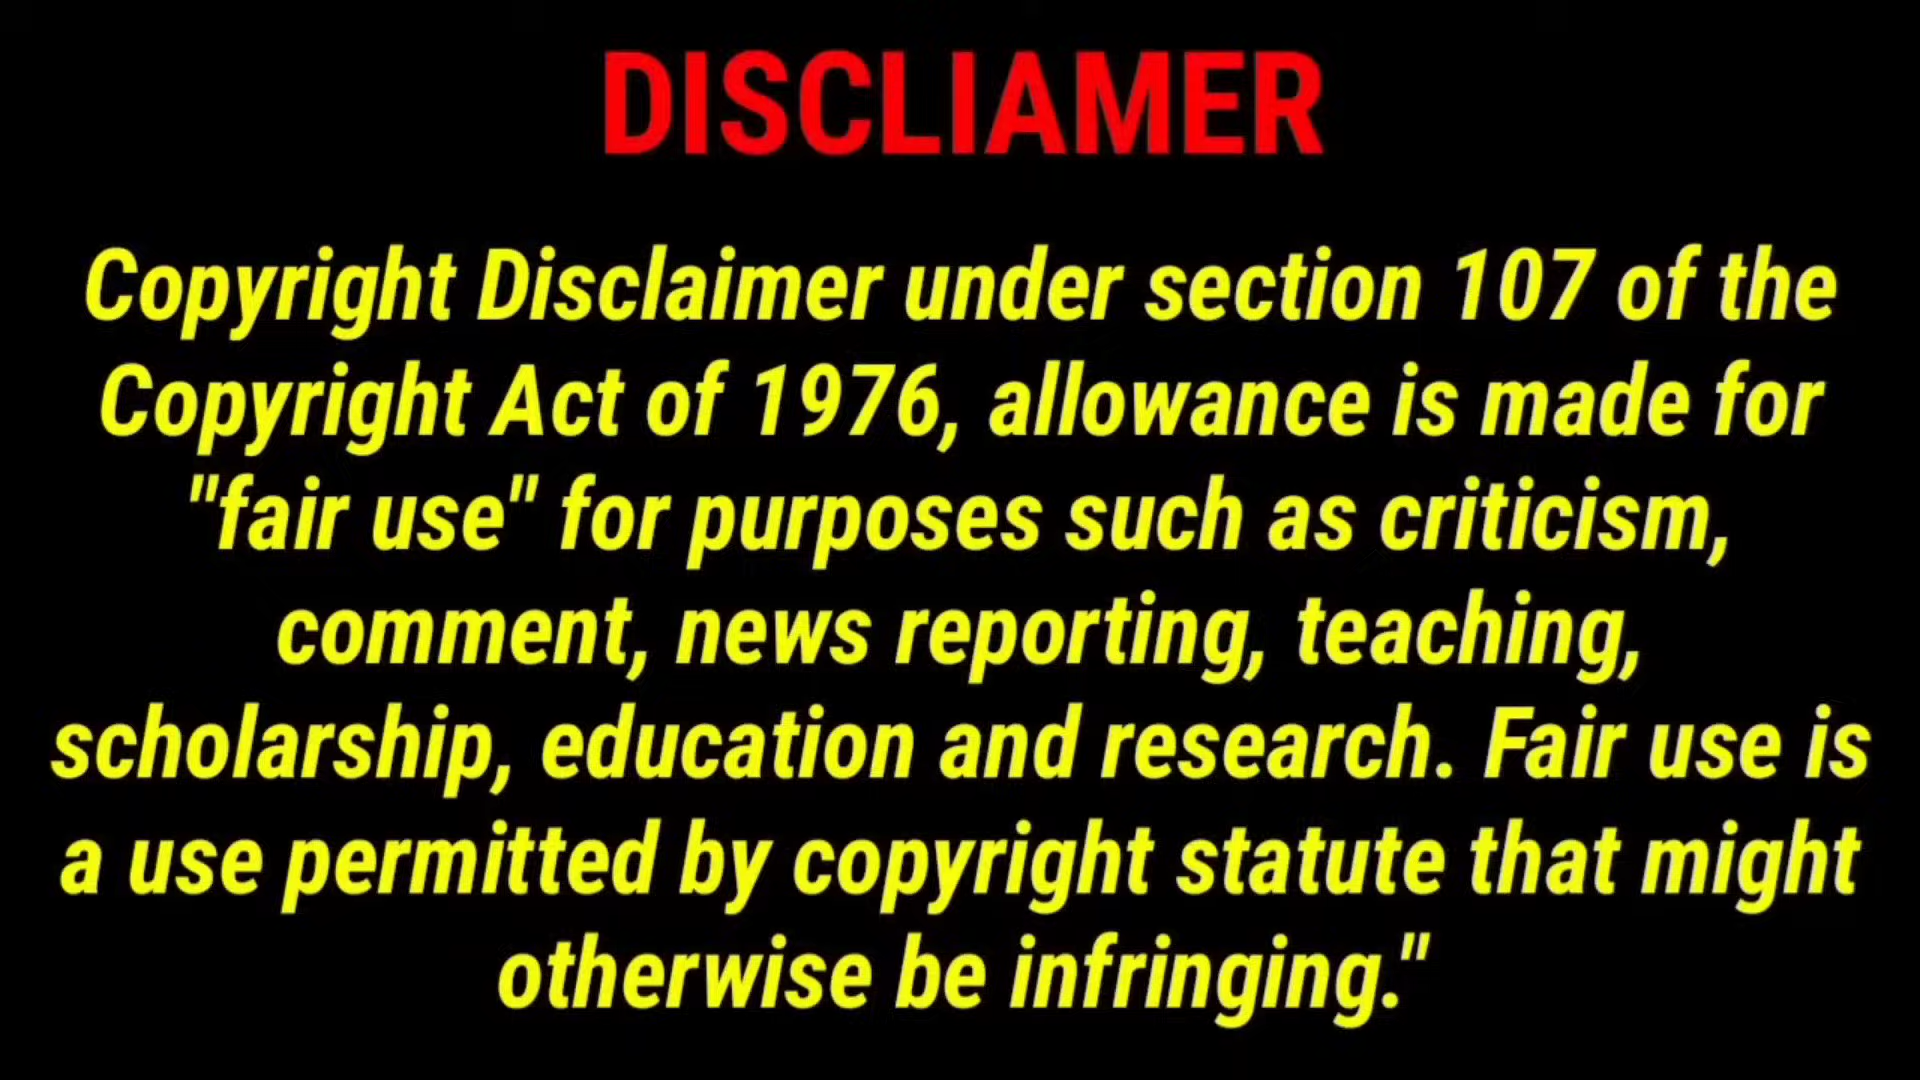 DISCLIAMER
Copyright Disclaimer under section 107 of the
Copyright Act of 1976, allowance is made for
"fair use" for purposes such as criticism,
comment, news reporting, teaching,
scholarship, education and research. Fair use is
a use permitted by copyright statute that might
otherwise be infringing."